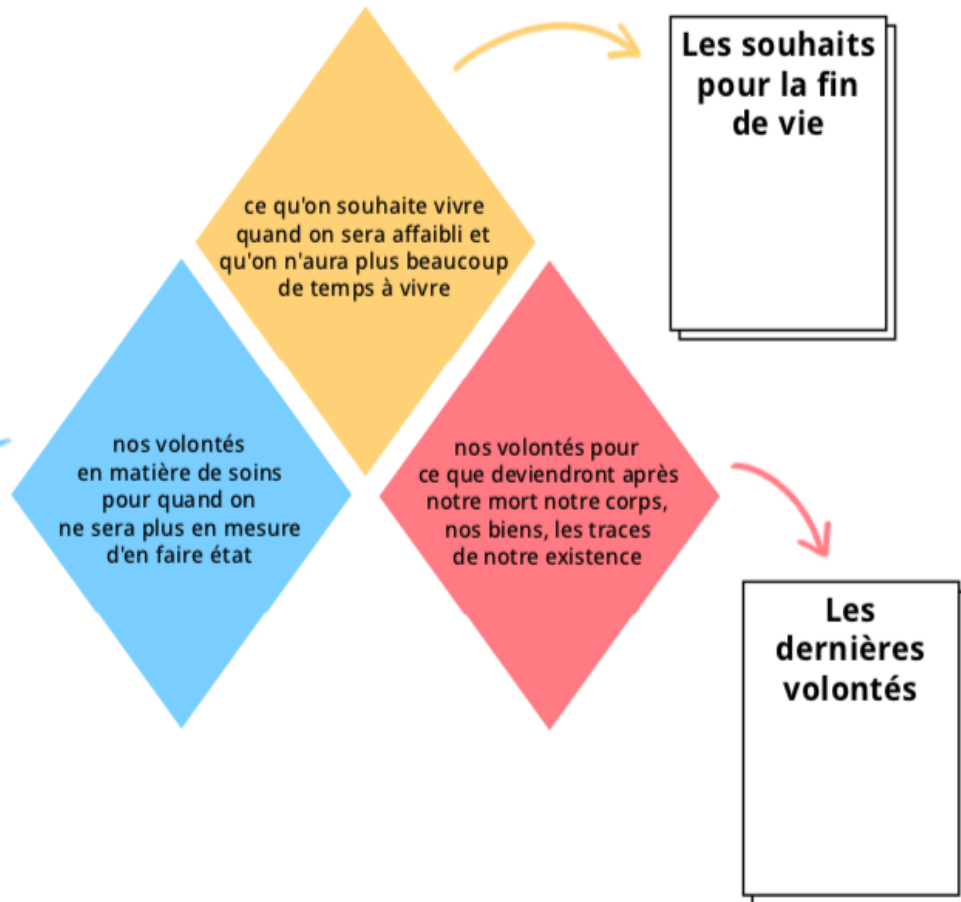 Les souhaits
pour la fin
de vie
ce qu'on souhaite vivre
quand on sera affaibli et
qu'on n'aura plus beaucoup
de temps à vivre
nos volontés
en matière de soins
pour quand on
ne sera plus en mesure
d'en faire état
nos volontés pour
ce que deviendront après
notre mort notre corps,
nos biens, les traces
de notre existence
Les
dernières
volontés